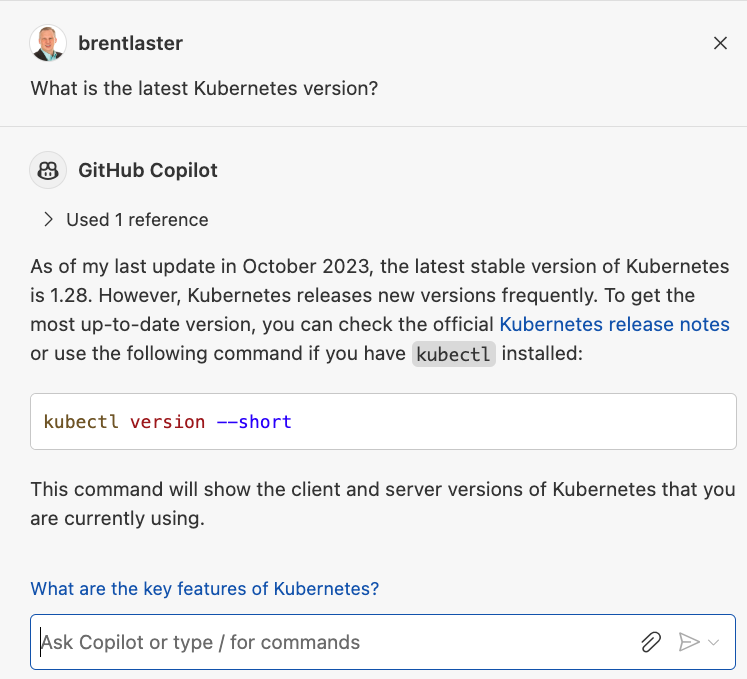 brentlaster
What is the latest Kubernetes version?
GitHub Copilot
Used 1 reference
As of my last update in October 2023, the latest stable version of Kubernetes
is 1.28. However, Kubernetes releases new versions frequently. To get the
most up-to-date version, you can check the official Kubernetes release notes
or use the following command if you have kubectl installed:
kubectl version --short
This command will show the client and server versions of Kubernetes that you
are currently using.
What are the key features of Kubernetes?
Ask Copilot or type / for commands